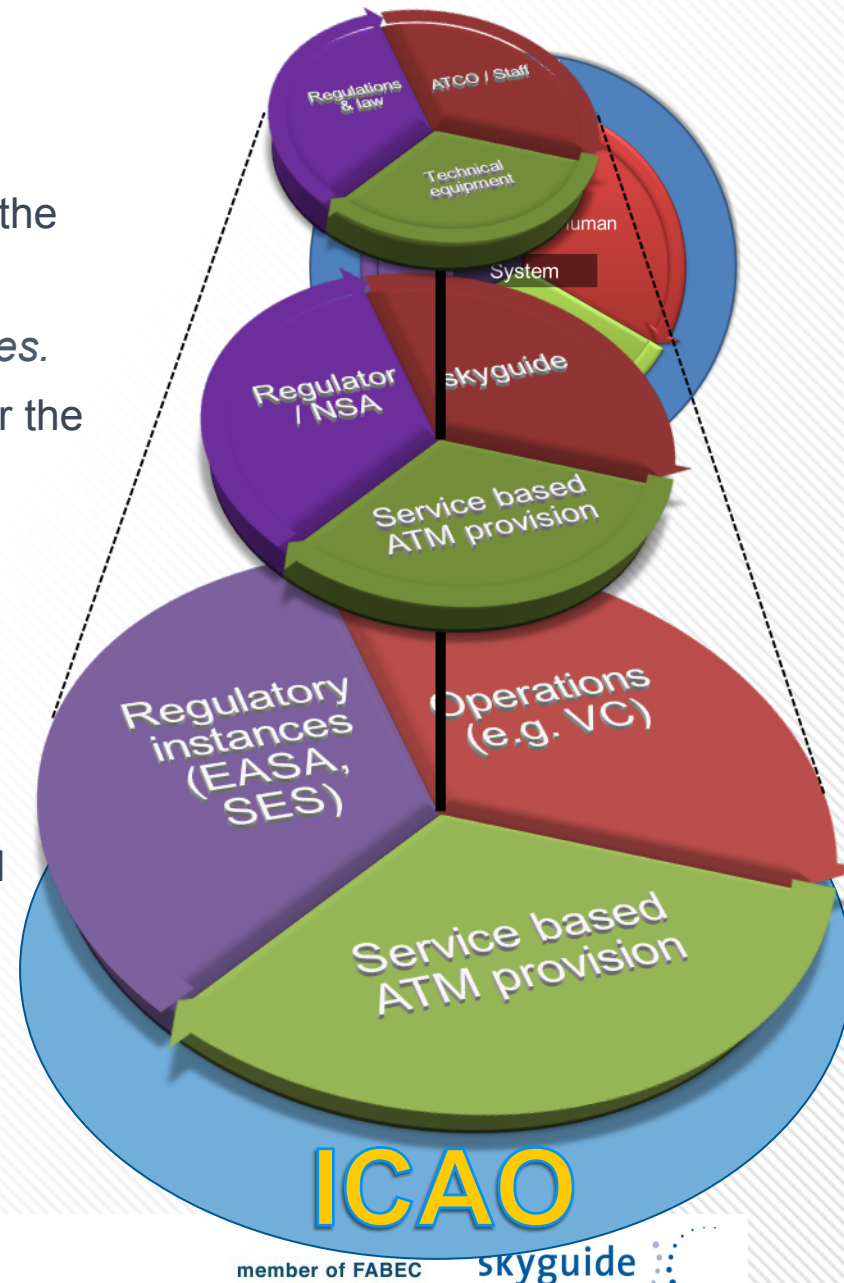 Regulations
& law
ATCO / Staff
Technical
equipment
the
System
es.
Regulator
/ NSA
skyguide
r the
Service based
ATM provision
Regulatory
instances
(EASA,
SES)
Operations
(e.g. VC)
Service based
ATM provision
ICAO
member of FABEC
skyguide